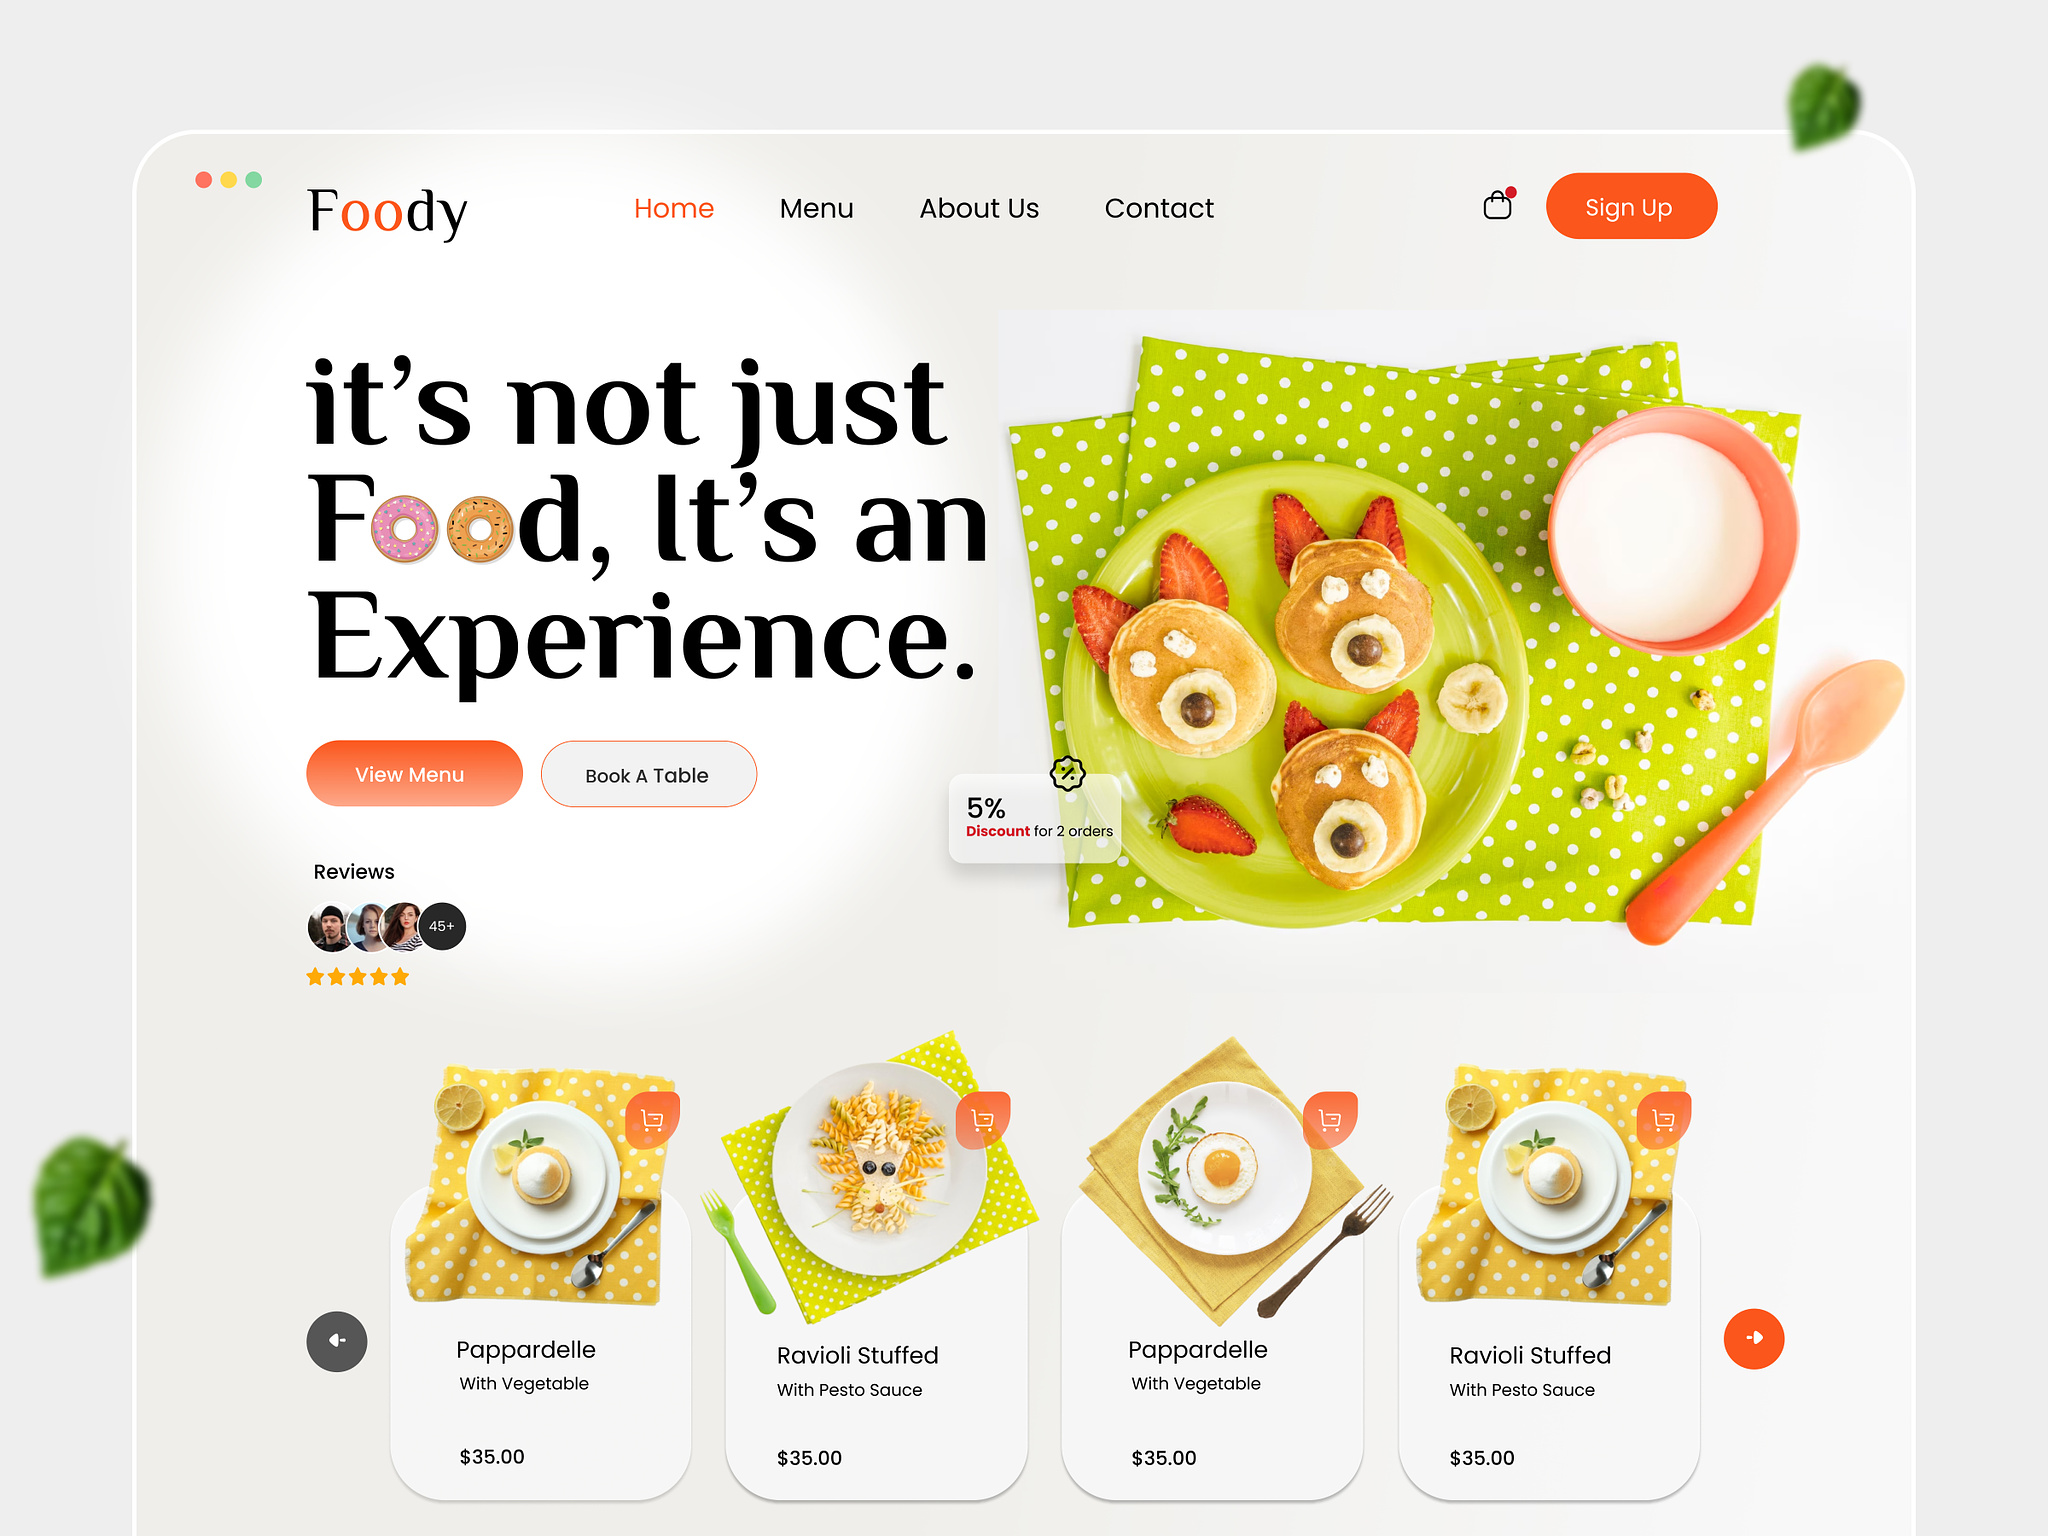 Foody
Home Menu About Us Contact
Sign Up
it's not just
Food, It's an
Experience.
View Menu
Book A Table
5%
Discount for 2 orders
Reviews
45+
Pappardelle
With Vegetable
$35.00
Ravioli Stuffed
With Pesto Sauce
$35.00
Pappardelle
With Vegetable
$35.00
Ravioli Stuffed
With Pesto Sauce
$35.00